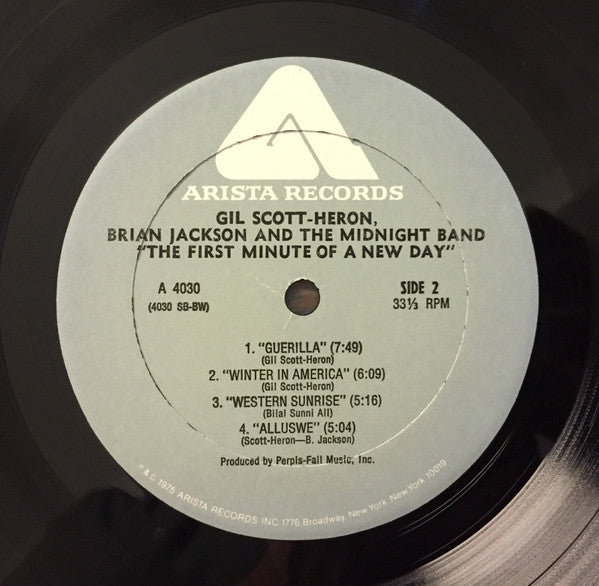 ARISTA RECORDS
GIL SCOTT-HERON,
BRIAN JACKSON AND THE MIDNIGHT BAND
"THE FIRST MINUTE OF A NEW DAY"
A 4030
(4030 SB-BW)
SIDE 2
33⅓ RPM
1. "GUERILLA" (7:49)
(Gil Scott-Heron)
2. "WINTER IN AMERICA" (6:09)
(Gil Scott-Heron)
3. "WESTERN SUNRISE" (5:16)
(Bilal Sunni Ali)
4. "ALLUSWE" (5:04)
(Scott-Heron—B. Jackson)
Produced by Perpis-Fall Music, Inc.
P & © 1975 ARISTA RECORDS INC 1776 Broadway, New York, New York 10019